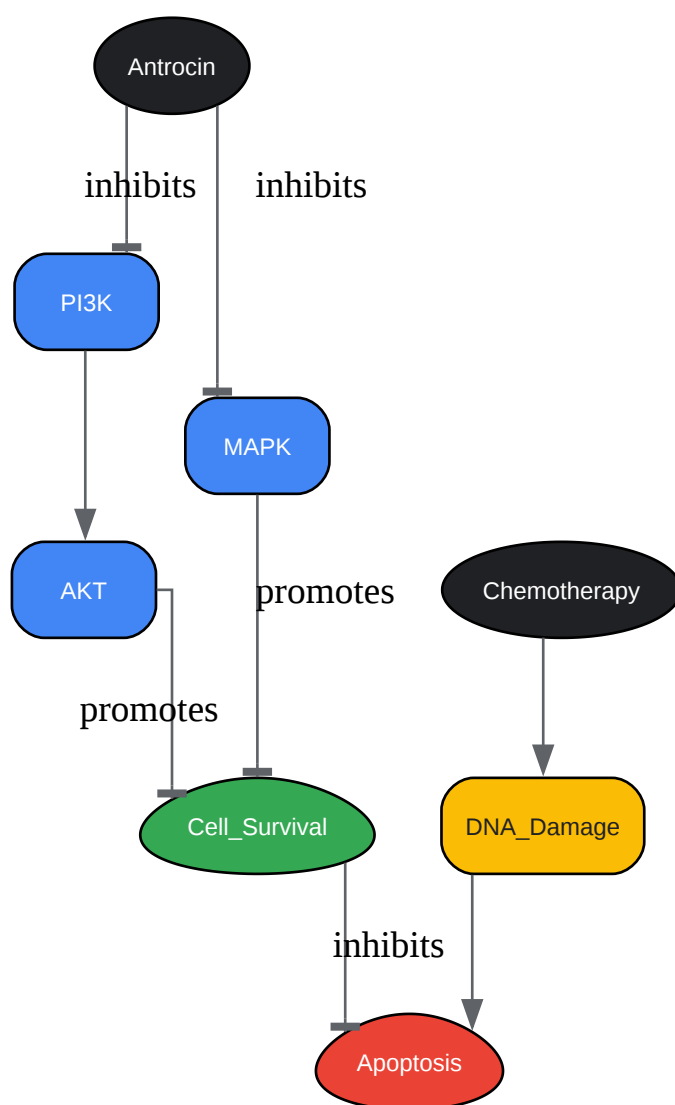 Antrocin
inhibits
inhibits
PI3K
MAPK
AKT
promotes
Chemotherapy
promotes
Cell_Survival
DNA_Damage
inhibits
Apoptosis